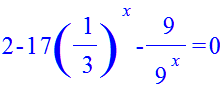 2-17(1/3)^x - 9/9^x =0